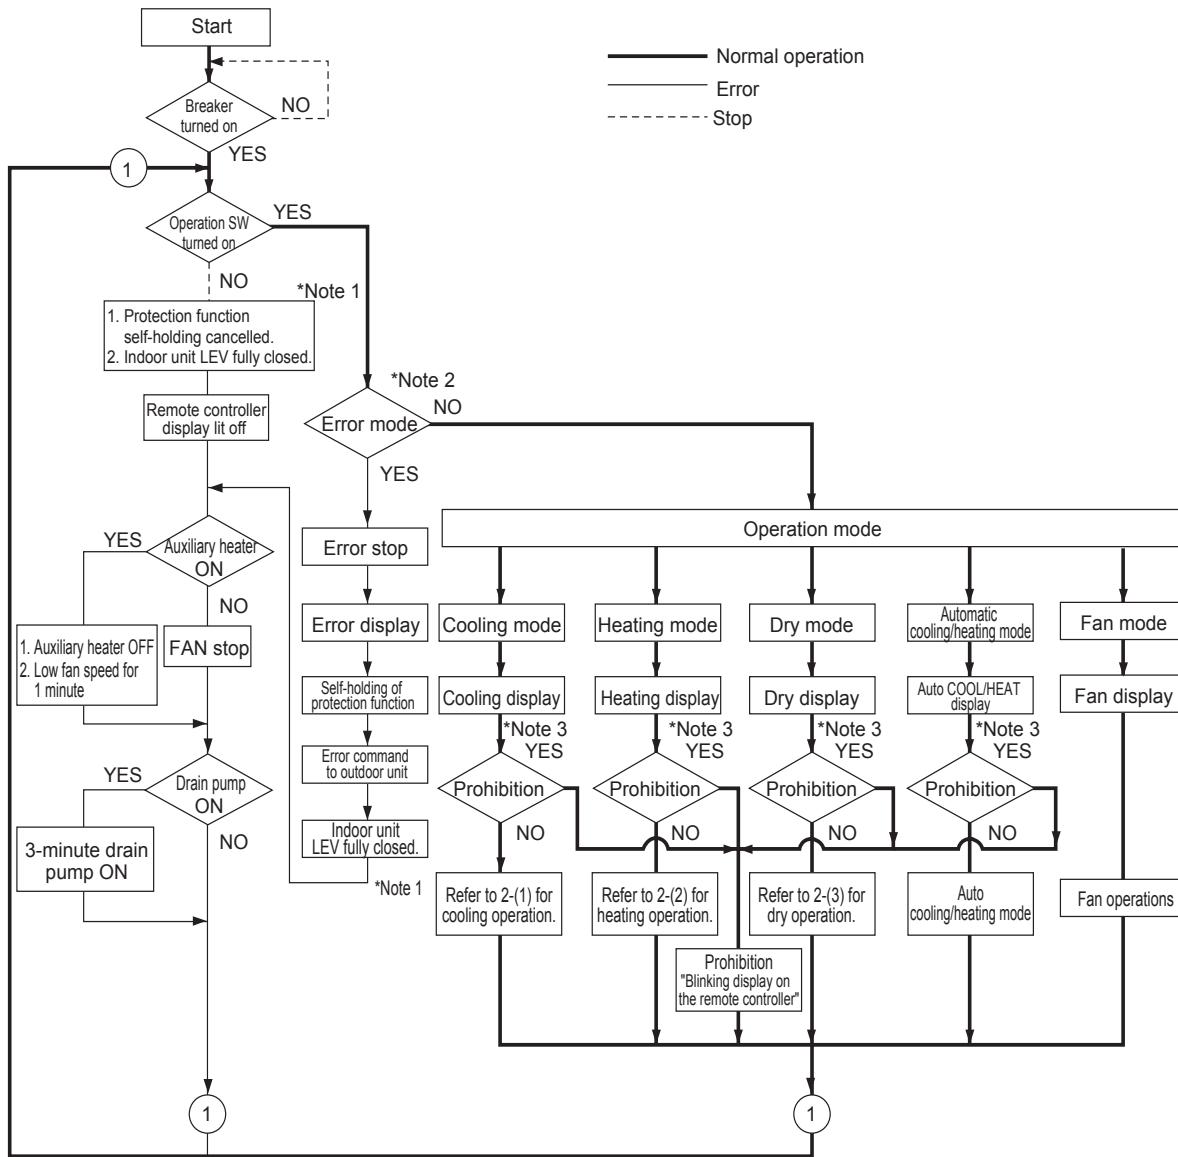 Start
Normal operation
Error
Stop
Breaker
turned on
NO
YES
1
Operation SW
turned on
YES
NO
*Note 1
1. Protection function
self-holding cancelled.
2. Indoor unit LEV fully closed.
Remote controller
display lit off
*Note 2
Error mode
NO
YES
Operation mode
YES
Auxiliary heater
ON
NO
1. Auxiliary heater OFF
2. Low fan speed for
1 minute
FAN stop
YES
Drain pump
ON
NO
3-minute drain
pump ON
Error stop
Error display
Self-holding of
protection function
Error command
to outdoor unit
Indoor unit
LEV fully closed.
*Note 1
Cooling mode
Heating mode
Dry mode
Automatic
cooling/heating mode
Fan mode
Cooling display
Heating display
Dry display
Auto COOL/HEAT
display
Fan display
*Note 3
YES
*Note 3
YES
*Note 3
YES
*Note 3
YES
Prohibition
Prohibition
Prohibition
Prohibition
NO
NO
NO
NO
Refer to 2-(1) for
cooling operation.
Refer to 2-(2) for
heating operation.
Refer to 2-(3) for
dry operation.
Auto
cooling/heating mode
Fan operations
Prohibition
"Blinking display on
the remote controller"
1
1